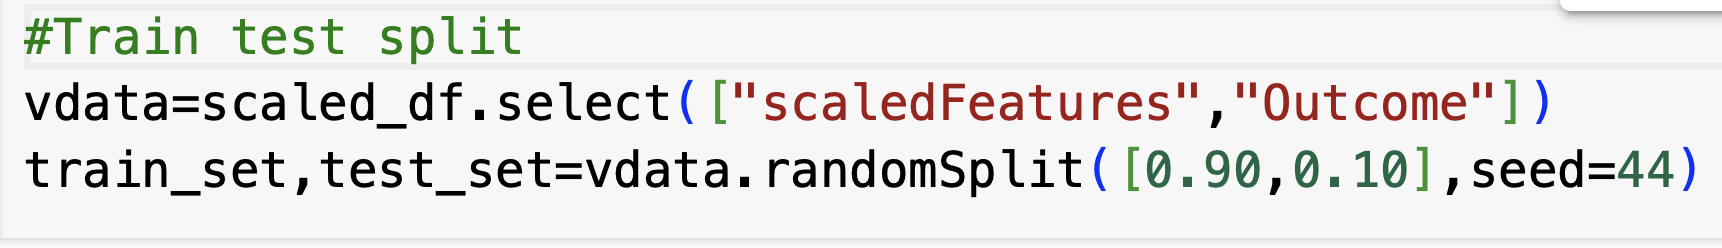 #Train test split
vdata=scaled_df.select(["scaledFeatures","Outcome"])
train_set,test_set=vdata.randomSplit([0.90,0.10],seed=44)